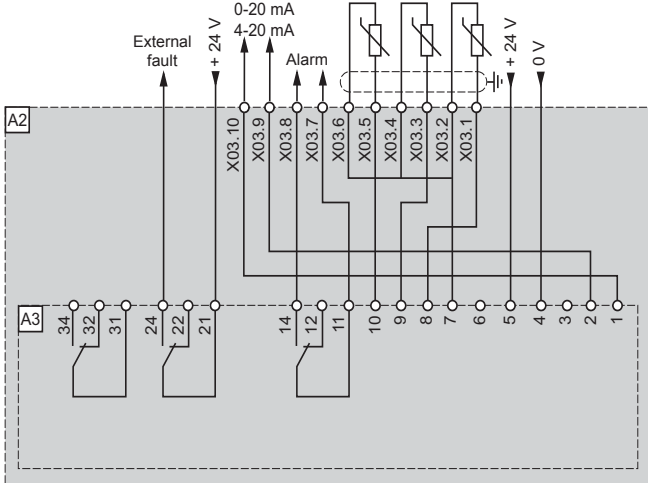 0-20 mA
4-20 mA
External
fault
+ 24 V
Alarm
+ 24 V
0 V
A2
X03.10
X03.9
X03.8
X03.7
X03.6
X03.5
X03.4
X03.3
X03.2
X03.1
A3
34
32
31
24
22
21
14
12
11
10
9
8
7
6
5
4
3
2
1